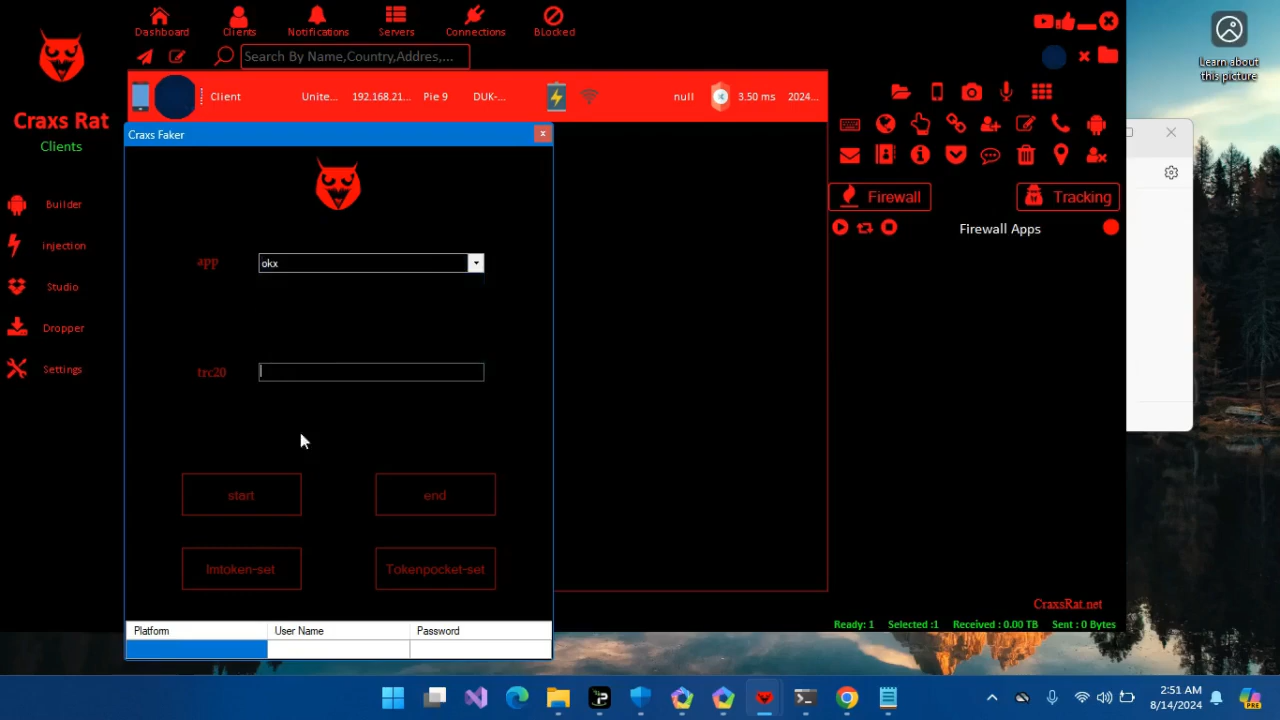 Dashboard
Clients
Notifications
Servers
Connections
BLocked
Search By Name,Country,Addres,...
Learn about
this picture
Client
Unite...
192.168.21...
Pie 9
DUK-...
null
3.50 ms
2024...
Craxs Rat
Clients
Craxs Faker
Builder
injection
Studio
Dropper
Settings
app
okx
trc20
start
end
Imtoken-set
Tokenpocket-set
Platform
User Name
Password
Firewall
Tracking
Firewall Apps
CraxsRat.net
Ready: 1
Selected :1
Received : 0.00 TB
Sent : 0 Bytes
2:51 AM
8/14/2024
PRE